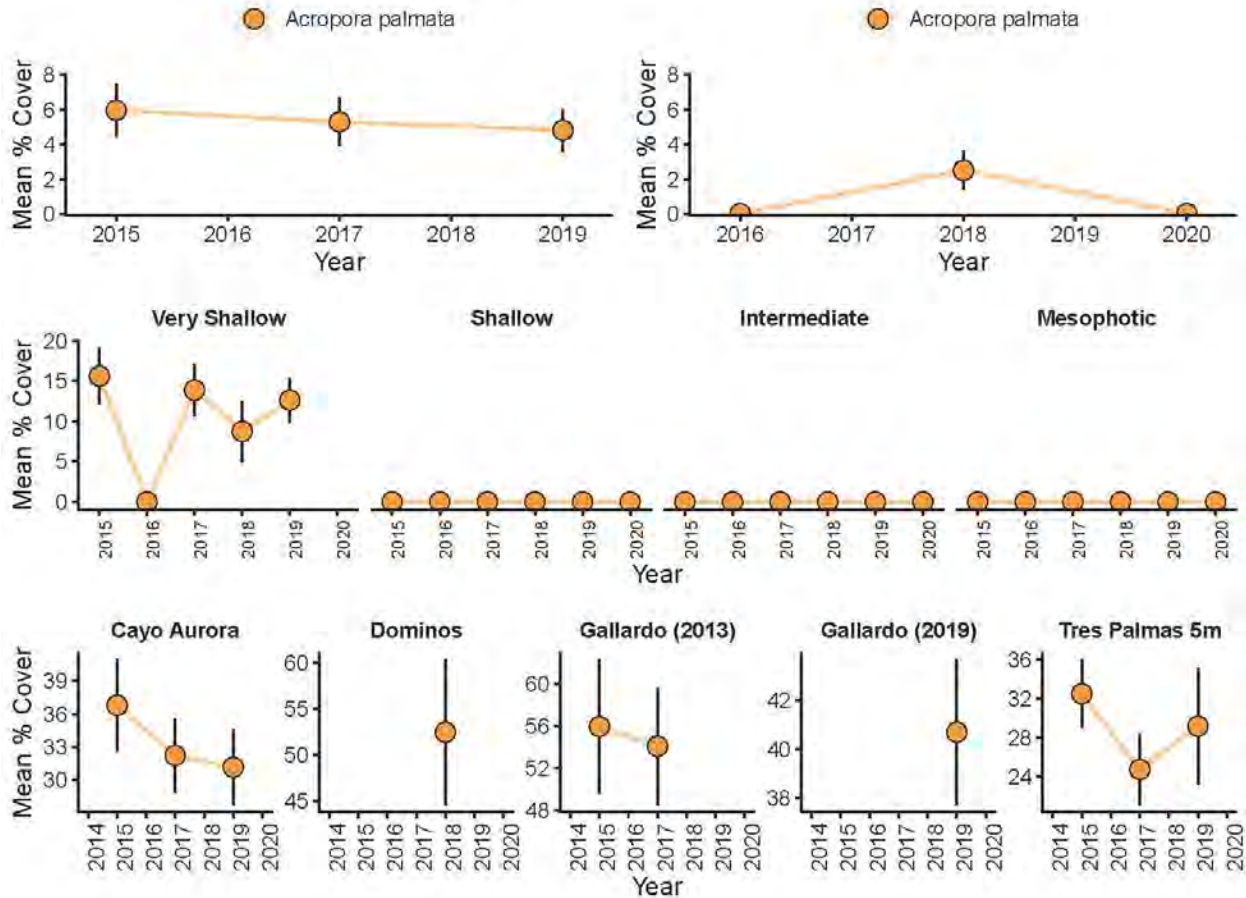 Acropora palmata Acropora palmata
8 8
6 6
4 4
2 2
0 0
Mean % Cover Mean % Cover
2015 2016 2017 2018 2019 2016 2017 2018 2019 2020
Year Year
Very Shallow Shallow Intermediate Mesophotic
20
15
10
5
0
Mean % Cover
2015 2016 2017 2018 2019 2020 2015 2016 2017 2018 2019 2020 2015 2016 2017 2018 2019 2020 2015 2016 2017 2018 2019 2020
Year
Cayo Aurora Dominos Gallardo (2013) Gallardo (2019) Tres Palmas 5m
Mean % Cover
39 36 33 30
60 55 50 45
60 56 52 48
42 40 38
36 32 28 24
2014 2015 2016 2017 2018 2019 2020 2014 2015 2016 2017 2018 2019 2020 2014 2015 2016 2017 2018 2019 2020 2014 2015 2016 2017 2018 2019 2020 2014 2015 2016 2017 2018 2019 2020
Year